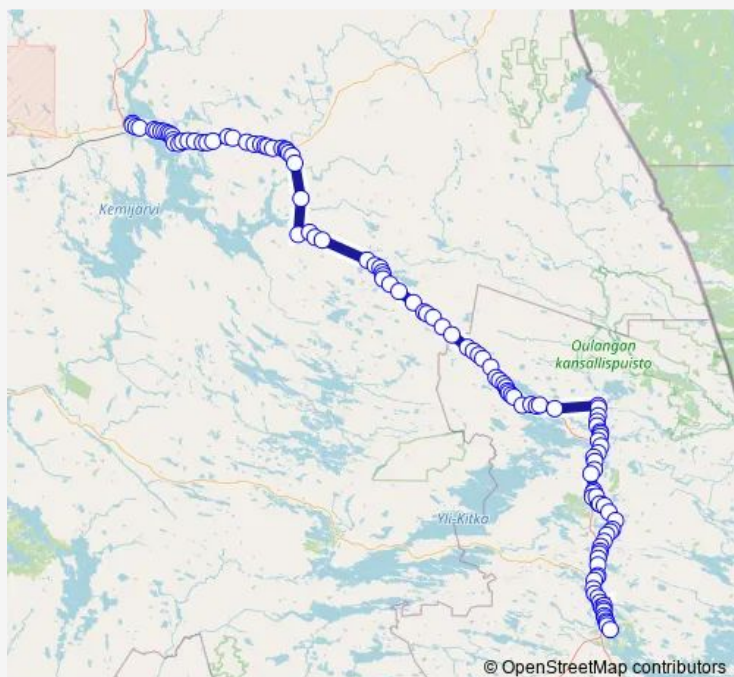 Kemijärvi
Oulangan
kansallispuisto
Yli-Kitka
© OpenStreetMap contributors